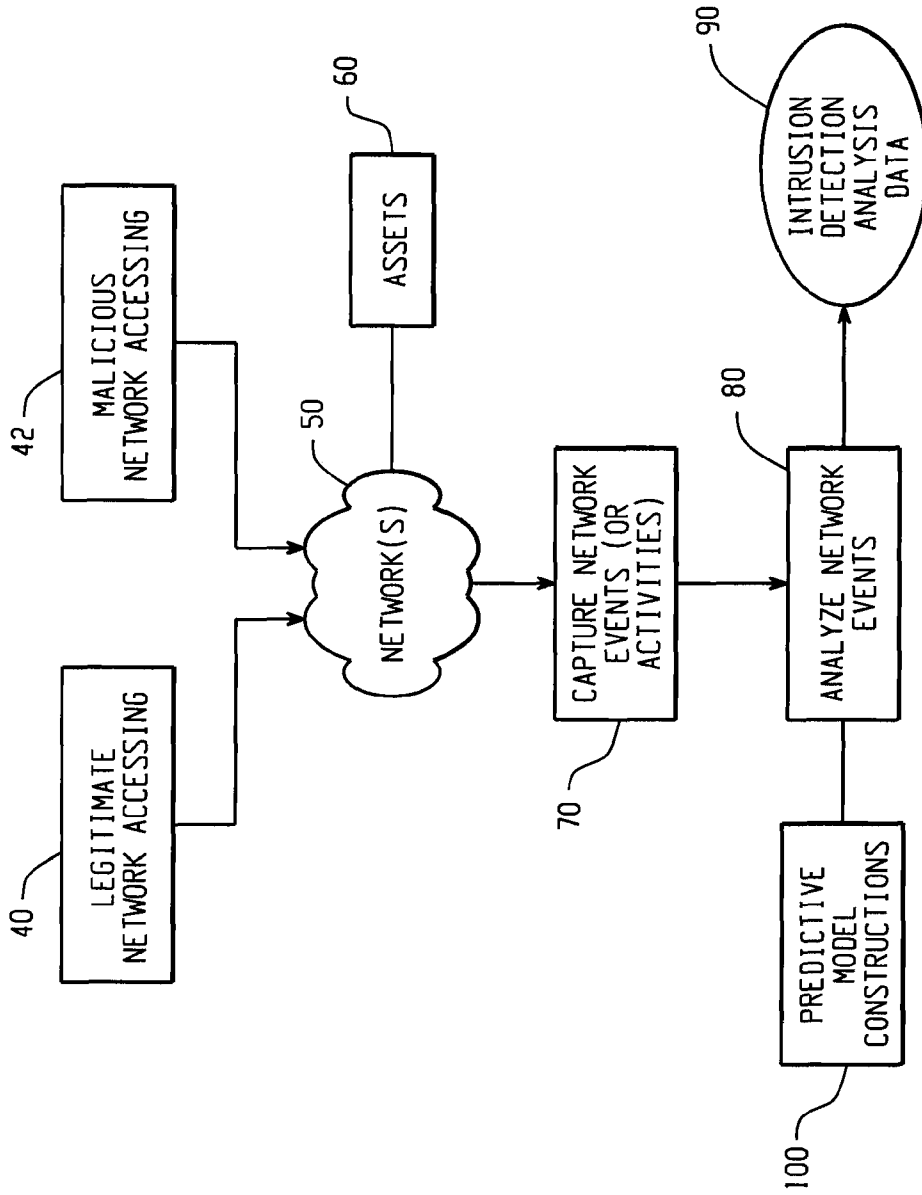 40
LEGITIMATE
NETWORK ACCESSING
42
MALICIOUS
NETWORK ACCESSING
50
NETWORK(S)
60
ASSETS
CAPTURE NETWORK
EVENTS (OR
ACTIVITIES)
70
80
ANALYZE NETWORK
EVENTS
90
INTRUSION
DETECTION
ANALYSIS
DATA
PREDICTIVE
MODEL
CONSTRUCTIONS
100